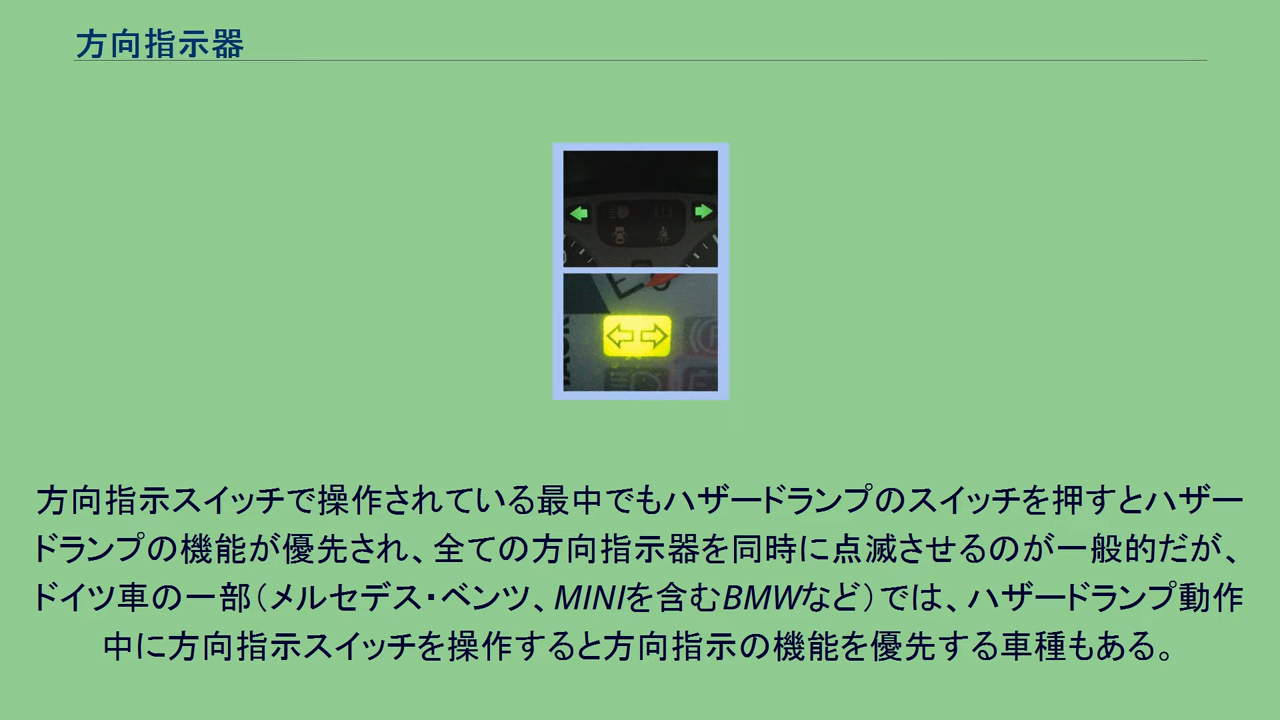 方向指示器
方向指示スイッチで操作されている最中でもハザードランプのスイッチを押すとハザー
ドランプの機能が優先され、全ての方向指示器を同時に点滅させるのが一般的だが、
ドイツ車の一部（メルセデス・ベンツ、MINIを含むBMWなど）では、ハザードランプ動作
中に方向指示スイッチを操作すると方向指示の機能を優先する車種もある。